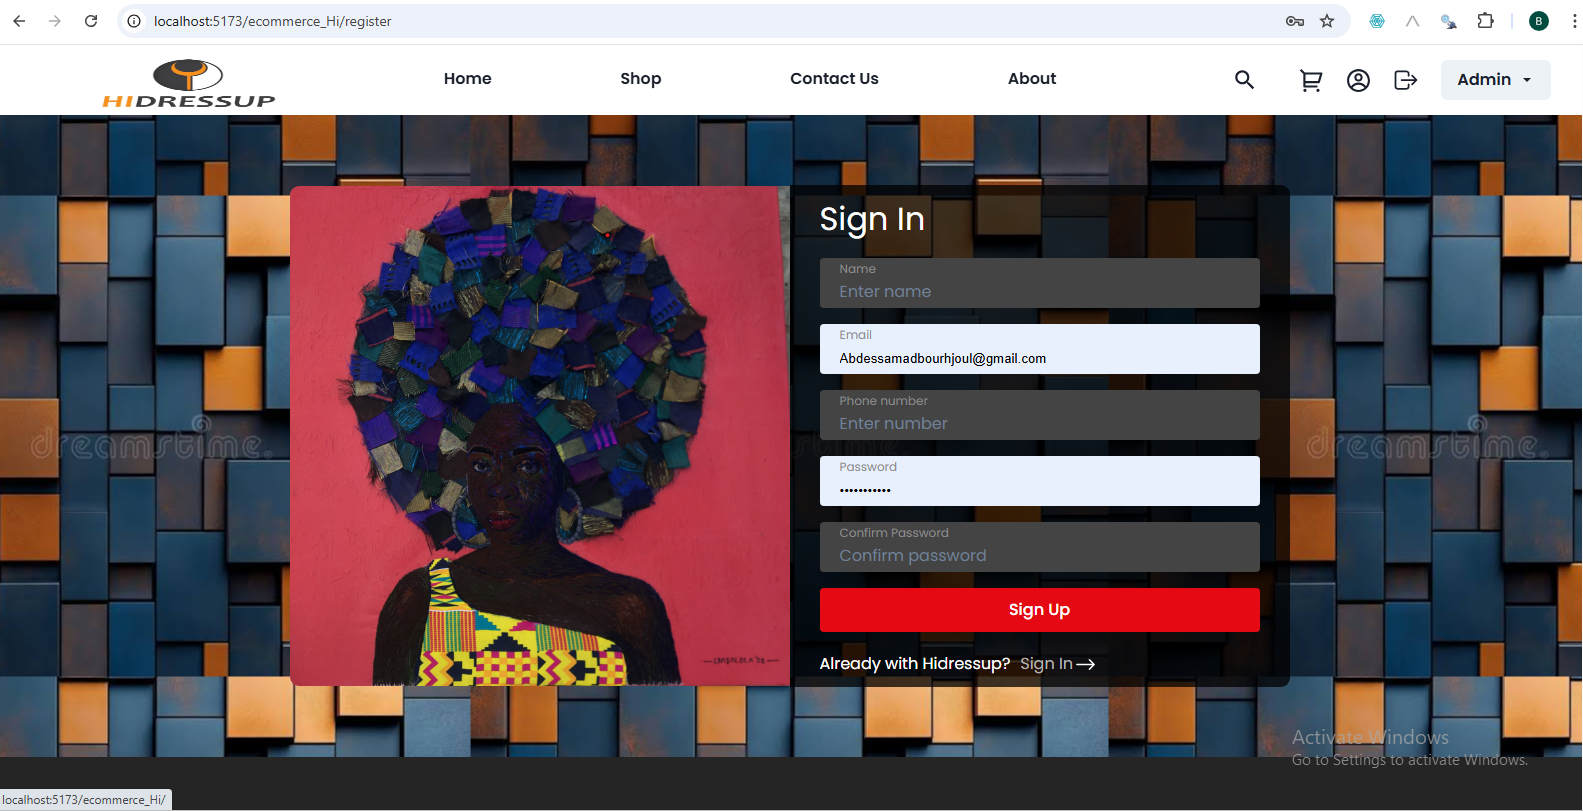 localhost:5173/ecommerce_Hi/register
B
HIDRESSUP
Home
Shop
Contact Us
About
Admin
Sign In
Name
Enter name
Email
Abdessamadbourhjoul@gmail.com
Phone number
Enter number
Password
•••••••••••
Confirm Password
Confirm password
Sign Up
Already with Hidressup? Sign In
dreamstime.
dreamstime.
Activate Windows
Go to Settings to activate Windows.
localhost:5173/ecommerce_Hi/